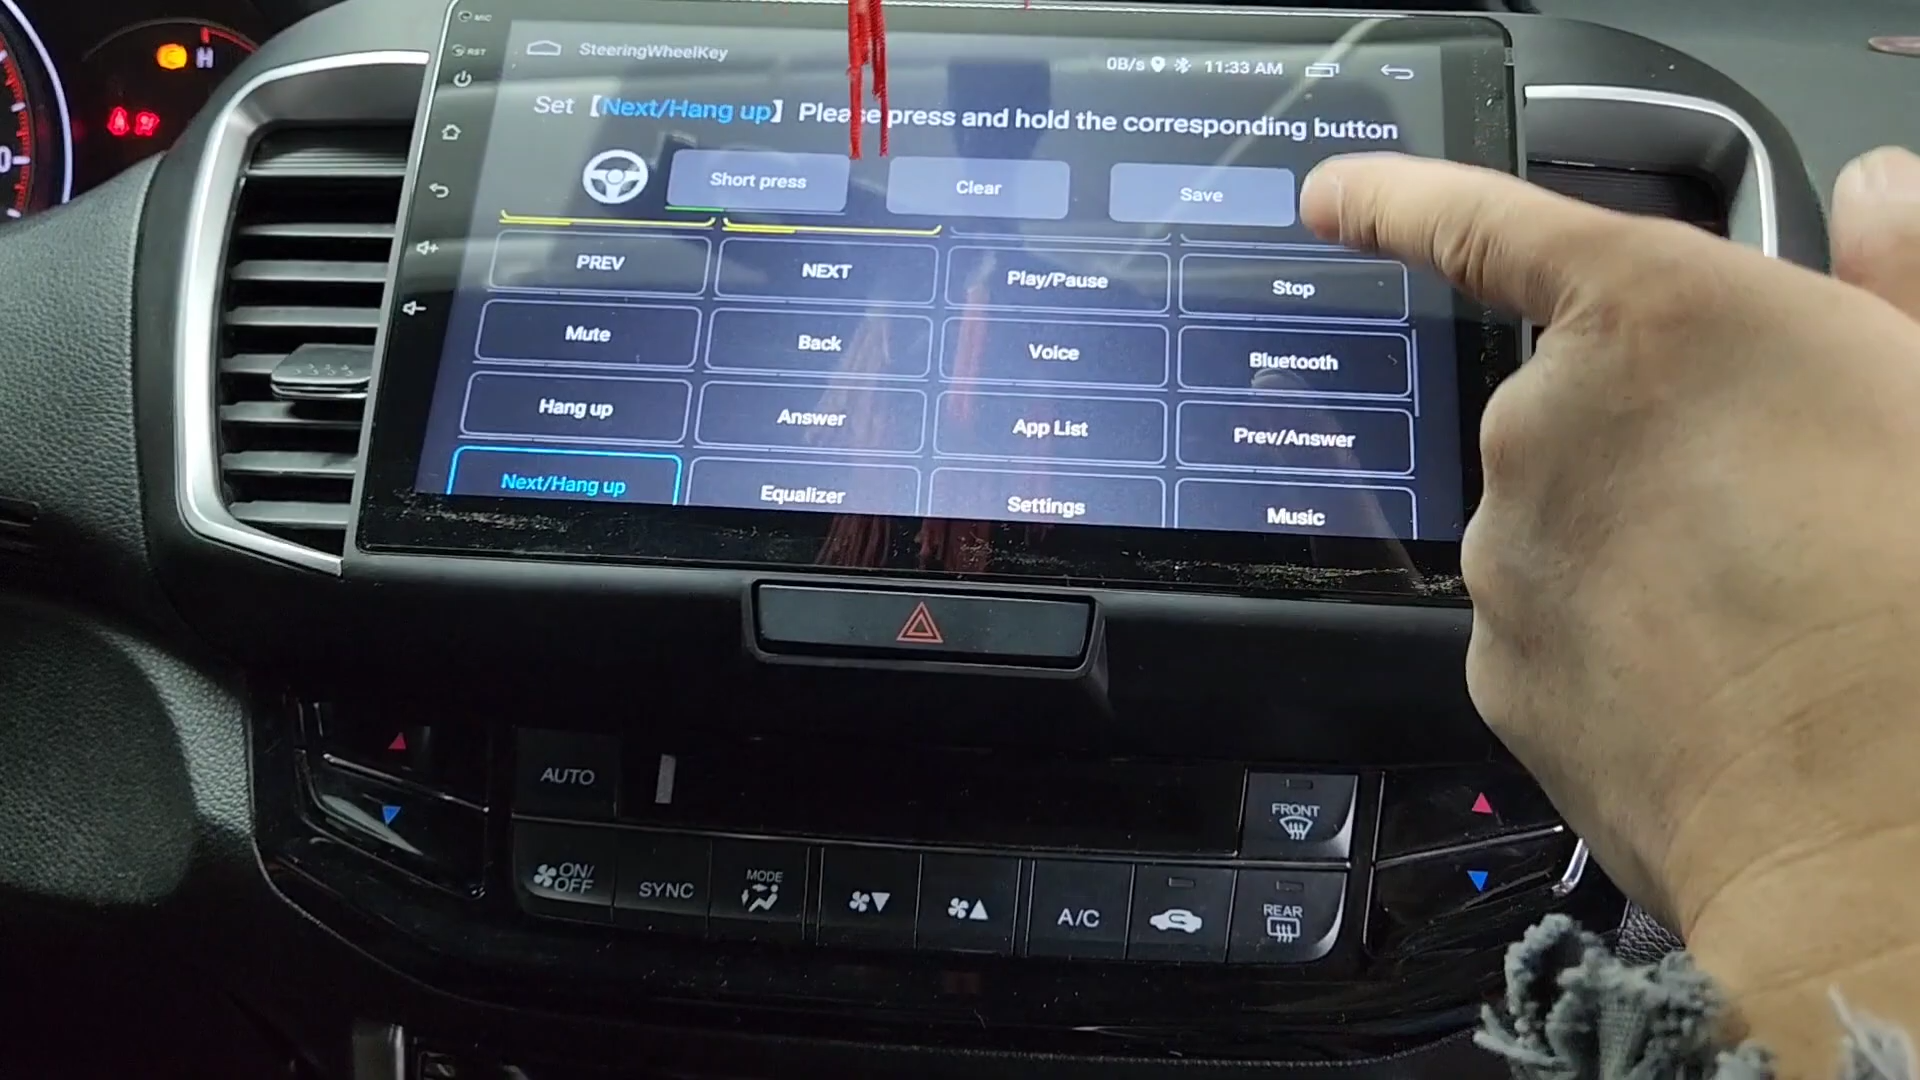 MIC
RST
SteeringWheelKey
0B/s 11:33 AM
Set【Next/Hang up】Please press and hold the corresponding button
Short press Clear Save
PREV NEXT Play/Pause Stop
Mute Back Voice Bluetooth
Hang up Answer App List Prev/Answer
Next/Hang up Equalizer Settings Music
H
0
AUTO
FRONT
ON/
OFF
SYNC
MODE
A/C
REAR